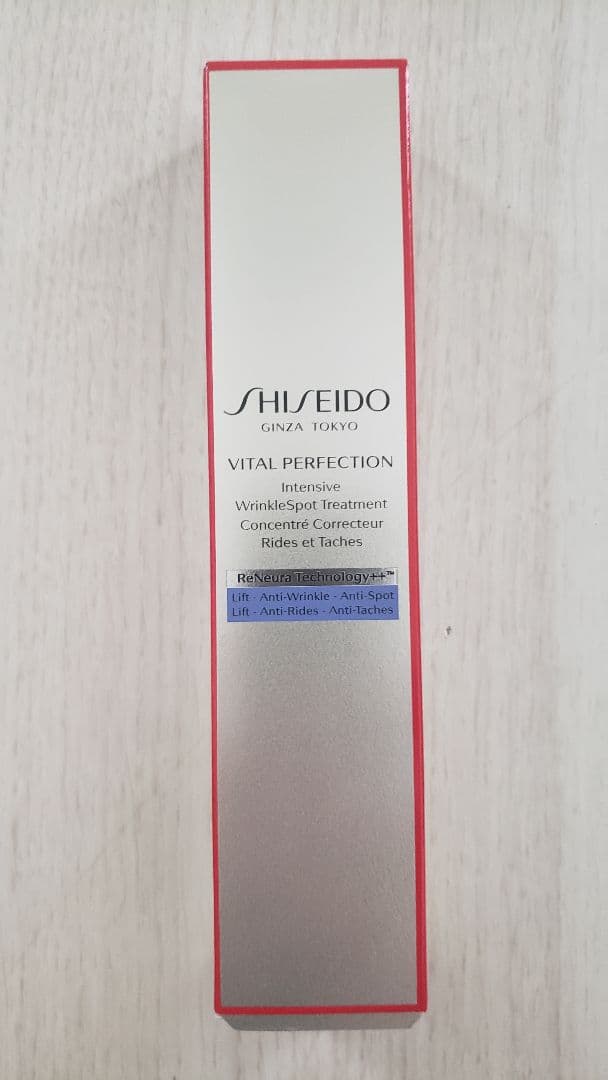 SHISEIDO
GINZA TOKYO
VITAL PERFECTION
Intensive
WrinkleSpot Treatment
Concentré Correcteur
Rides et Taches
ReNeura Technology++™
Lift - Anti-Wrinkle - Anti-Spot
Lift - Anti-Rides - Anti-Taches